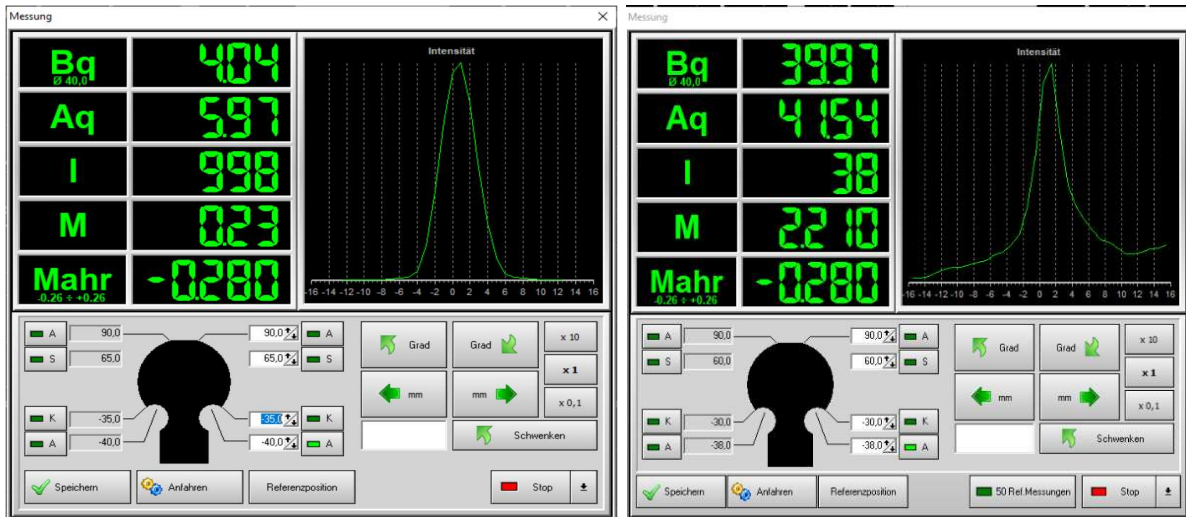 Messung
Bq 4.04
Ø 40,0
Aq 5.97
I 998
M 0.23
Mahr -0.280
-0.26 ÷ +0.26
Intensität
-16 -14 -12 -10 -8 -6 -4 -2 0 2 4 6 8 10 12 14 16
A 90,0 90,0 A
S 65,0 65,0 S
K -35,0 -35,0 K
A -40,0 -40,0 A
Grad Grad x 10
x 1
mm mm x 0,1
Schwenken
Speichern Anfahren Referenzposition Stop
Messung
Bq 39.97
Ø 40,0
Aq 41.54
I 38
M 2.210
Mahr -0.280
-0.26 ÷ +0.26
Intensität
-16 -14 -12 -10 -8 -6 -4 -2 0 2 4 6 8 10 12 14 16
A 90,0 90,0 A
S 60,0 60,0 S
K -30,0 -30,0 K
A -38,0 -38,0 A
Grad Grad x 10
x 1
mm mm x 0,1
Schwenken
Speichern Anfahren Referenzposition 50 Ref.Messungen Stop